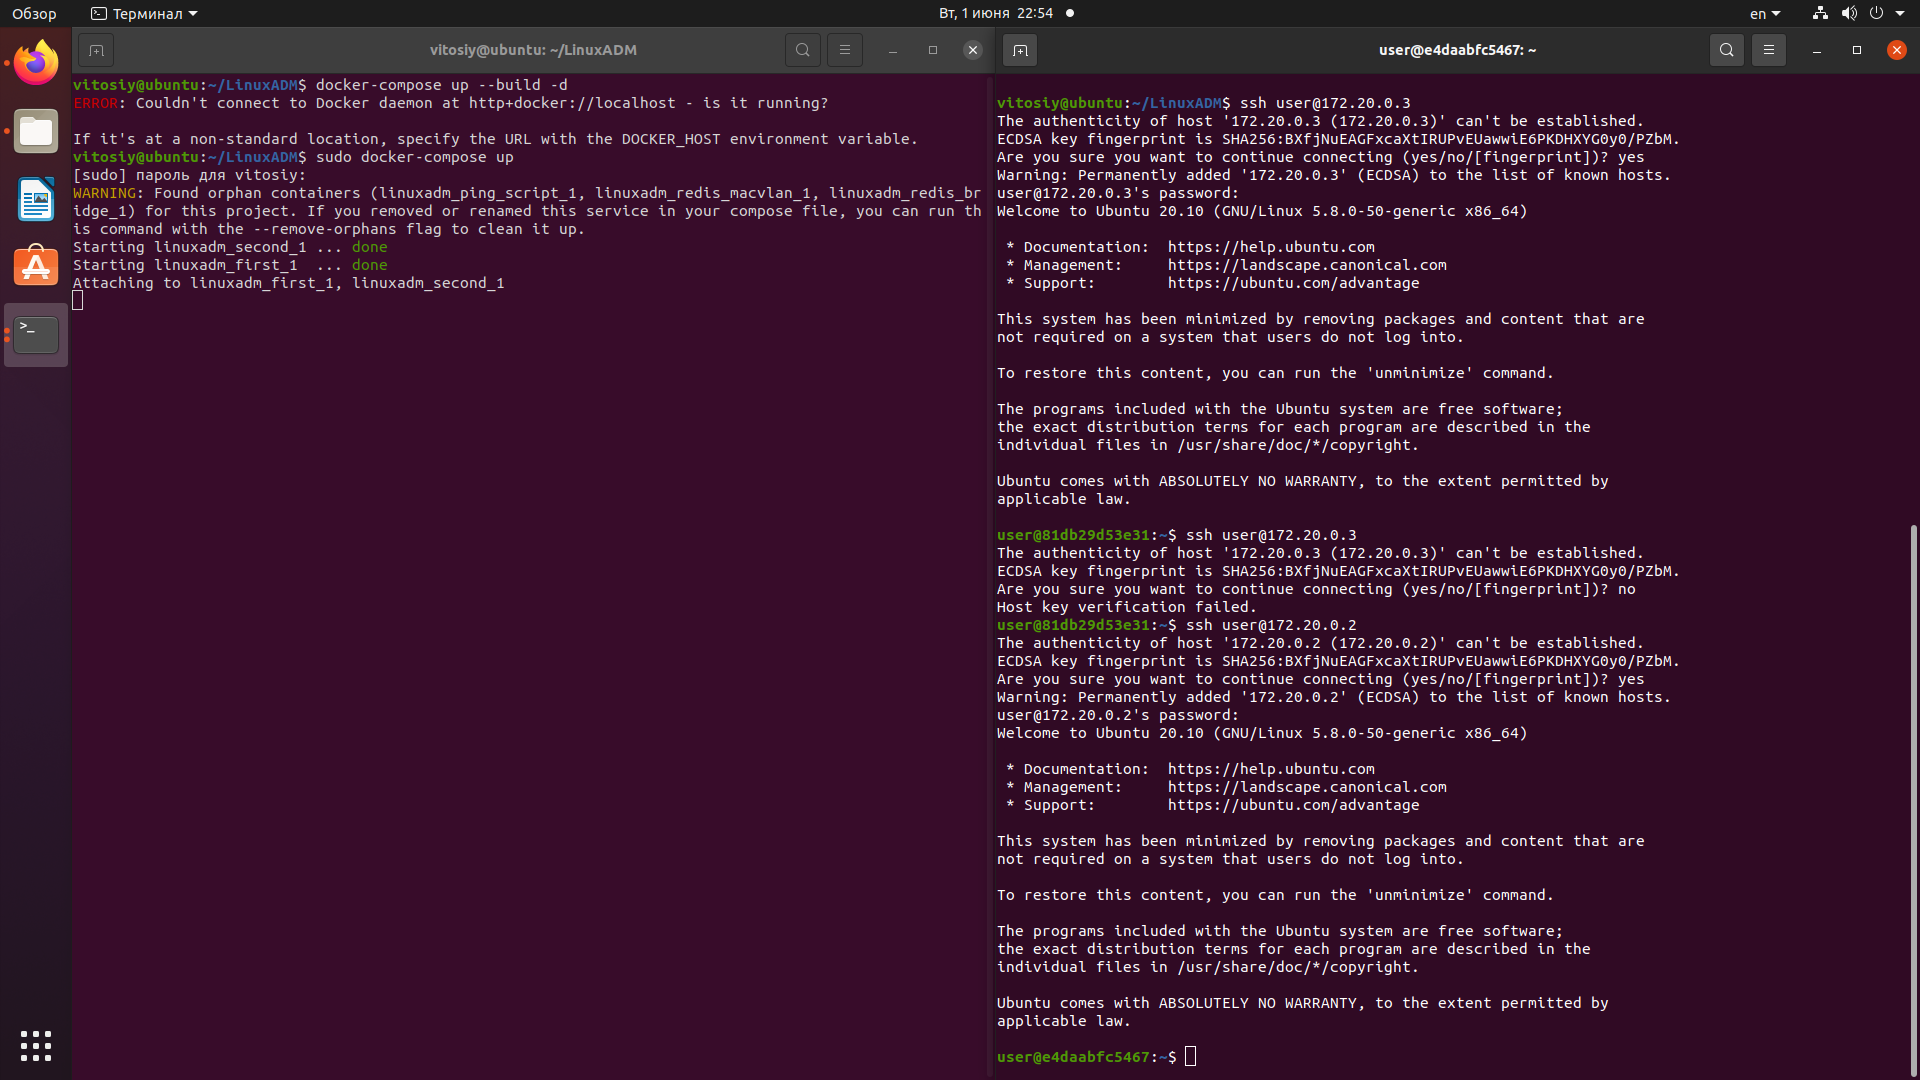 Обзор
Терминал
Вт, 1 июня 22:54
en
vitosiy@ubuntu: ~/LinuxADM
vitosiy@ubuntu:~/LinuxADM$ docker-compose up --build -d
ERROR: Couldn't connect to Docker daemon at http+docker://localhost - is it running?
If it's at a non-standard location, specify the URL with the DOCKER_HOST environment variable.
vitosiy@ubuntu:~/LinuxADM$ sudo docker-compose up
[sudo] пароль для vitosiy:
WARNING: Found orphan containers (linuxadm_ping_script_1, linuxadm_redis_macvlan_1, linuxadm_redis_br
idge_1) for this project. If you removed or renamed this service in your compose file, you can run th
is command with the --remove-orphans flag to clean it up.
Starting linuxadm_second_1 ... done
Starting linuxadm_first_1  ... done
Attaching to linuxadm_first_1, linuxadm_second_1
user@e4daabfc5467: ~
vitosiy@ubuntu:~/LinuxADM$ ssh user@172.20.0.3
The authenticity of host '172.20.0.3 (172.20.0.3)' can't be established.
ECDSA key fingerprint is SHA256:BXfjNuEAGFxcaXtIRUPvEUawwiE6PKDHXYG0y0/PZbM.
Are you sure you want to continue connecting (yes/no/[fingerprint])? yes
Warning: Permanently added '172.20.0.3' (ECDSA) to the list of known hosts.
user@172.20.0.3's password:
Welcome to Ubuntu 20.10 (GNU/Linux 5.8.0-50-generic x86_64)
* Documentation:  https://help.ubuntu.com
* Management:     https://landscape.canonical.com
* Support:        https://ubuntu.com/advantage
This system has been minimized by removing packages and content that are
not required on a system that users do not log into.
To restore this content, you can run the 'unminimize' command.
The programs included with the Ubuntu system are free software;
the exact distribution terms for each program are described in the
individual files in /usr/share/doc/*/copyright.
Ubuntu comes with ABSOLUTELY NO WARRANTY, to the extent permitted by
applicable law.
user@81db29d53e31:~$ ssh user@172.20.0.3
The authenticity of host '172.20.0.3 (172.20.0.3)' can't be established.
ECDSA key fingerprint is SHA256:BXfjNuEAGFxcaXtIRUPvEUawwiE6PKDHXYG0y0/PZbM.
Are you sure you want to continue connecting (yes/no/[fingerprint])? no
Host key verification failed.
user@81db29d53e31:~$ ssh user@172.20.0.2
The authenticity of host '172.20.0.2 (172.20.0.2)' can't be established.
ECDSA key fingerprint is SHA256:BXfjNuEAGFxcaXtIRUPvEUawwiE6PKDHXYG0y0/PZbM.
Are you sure you want to continue connecting (yes/no/[fingerprint])? yes
Warning: Permanently added '172.20.0.2' (ECDSA) to the list of known hosts.
user@172.20.0.2's password:
Welcome to Ubuntu 20.10 (GNU/Linux 5.8.0-50-generic x86_64)
* Documentation:  https://help.ubuntu.com
* Management:     https://landscape.canonical.com
* Support:        https://ubuntu.com/advantage
This system has been minimized by removing packages and content that are
not required on a system that users do not log into.
To restore this content, you can run the 'unminimize' command.
The programs included with the Ubuntu system are free software;
the exact distribution terms for each program are described in the
individual files in /usr/share/doc/*/copyright.
Ubuntu comes with ABSOLUTELY NO WARRANTY, to the extent permitted by
applicable law.
user@e4daabfc5467:~$